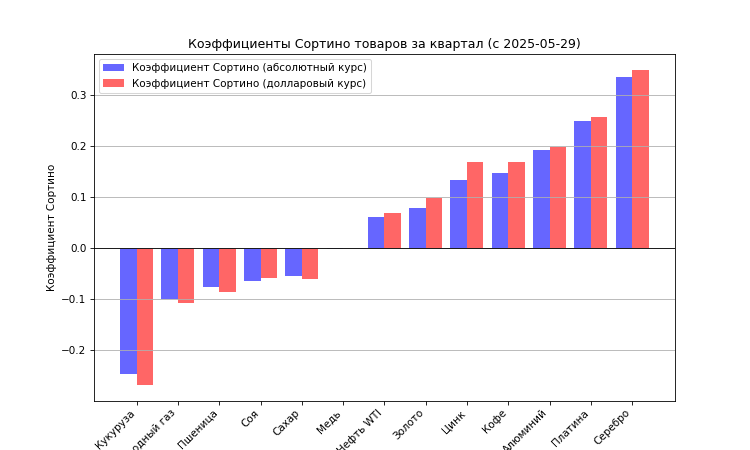 Коэффициенты Сортино товаров за квартал (с 2025-05-29)
Коэффициент Сортино (абсолютный курс)
Коэффициент Сортино (долларовый курс)
Коэффициент Сортино
0.3
0.2
0.1
0.0
−0.1
−0.2
Кукуруза
одный газ
Пшеница
Соя
Сахар
Медь
Нефть WTI
Золото
Цинк
Кофе
Алюминий
Платина
Серебро